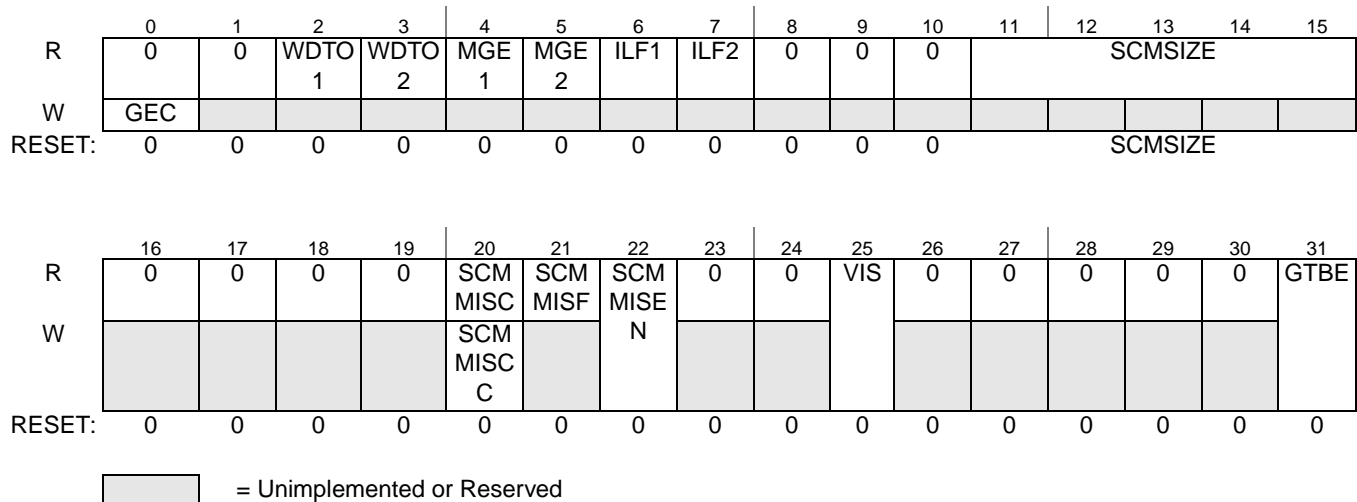 0 1 2 3 4 5 6 7 8 9 10 11 12 13 14 15
R 0 0 WDTO WDTO MGE MGE ILF1 ILF2 0 0 0 SCMSIZE
1 2 1 2
W GEC
RESET: 0 0 0 0 0 0 0 0 0 0 0 SCMSIZE
16 17 18 19 20 21 22 23 24 25 26 27 28 29 30 31
R 0 0 0 0 SCM SCM SCM 0 0 VIS 0 0 0 0 0 GTBE
MISC MISF MISE
W SCM N
MISC
C
RESET: 0 0 0 0 0 0 0 0 0 0 0 0 0 0 0 0
= Unimplemented or Reserved